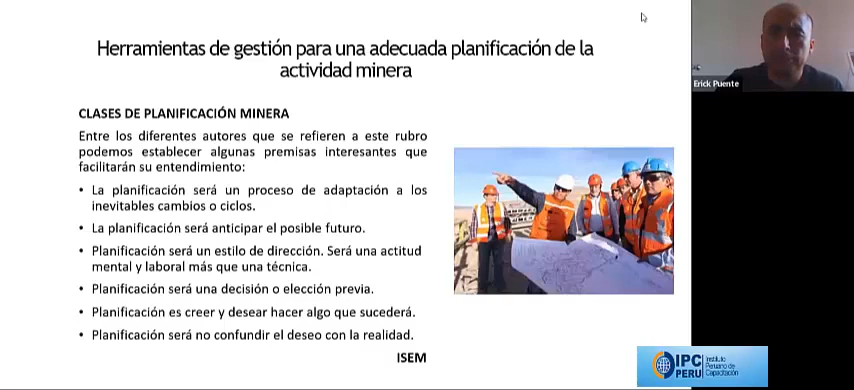 Herramientas de gestión para una adecuada planificación de la
actividad minera
Erick Puente
CLASES DE PLANIFICACIÓN MINERA
Entre los diferentes autores que se refieren a este rubro
podemos establecer algunas premisas interesantes que
facilitarán su entendimiento:
• La planificación será un proceso de adaptación a los
inevitables cambios o ciclos.
• La planificación será anticipar el posible futuro.
• Planificación será un estilo de dirección. Será una actitud
mental y laboral más que una técnica.
• Planificación será una decisión o elección previa.
• Planificación es creer y desear hacer algo que sucederá.
• Planificación será no confundir el deseo con la realidad.
ISEM
IPC
PERU
Instituto
Peruano de
Capacitación